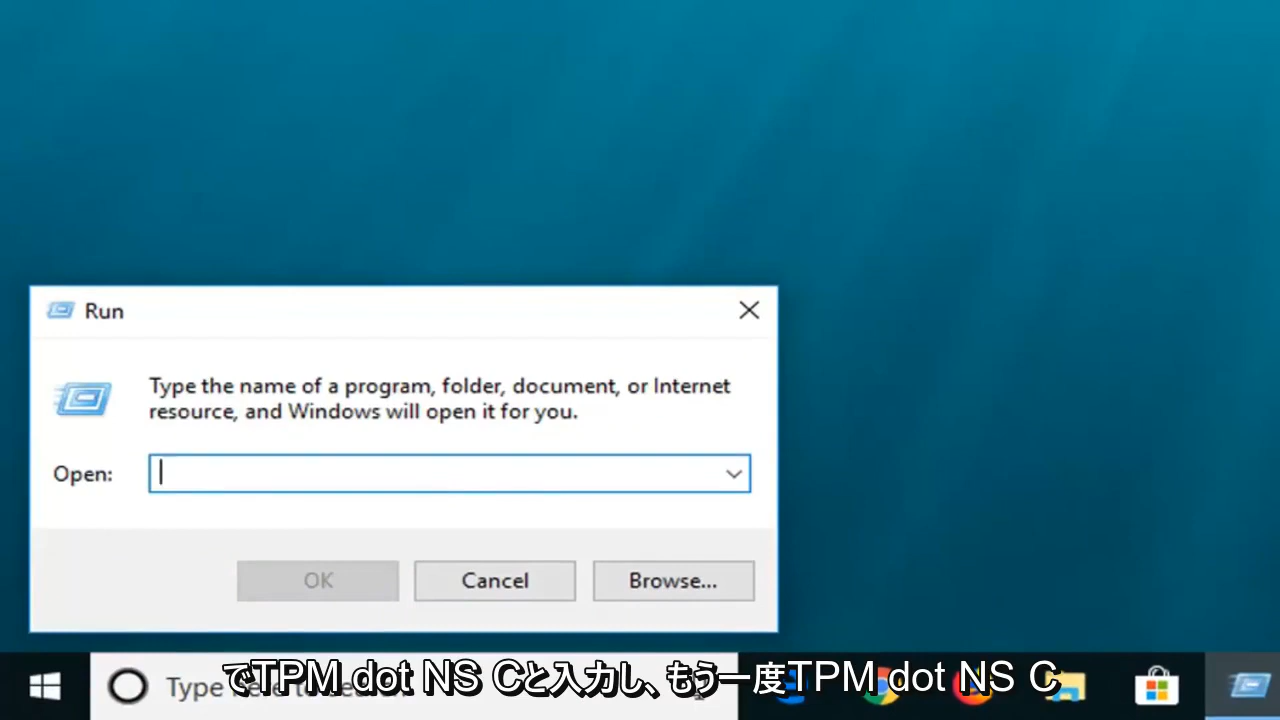 Run
Type the name of a program, folder, document, or Internet
resource, and Windows will open it for you.
Open:
OK
Cancel
Browse...
でTPM dot NS Cと入力し、もう一度TPM dot NS C
Type